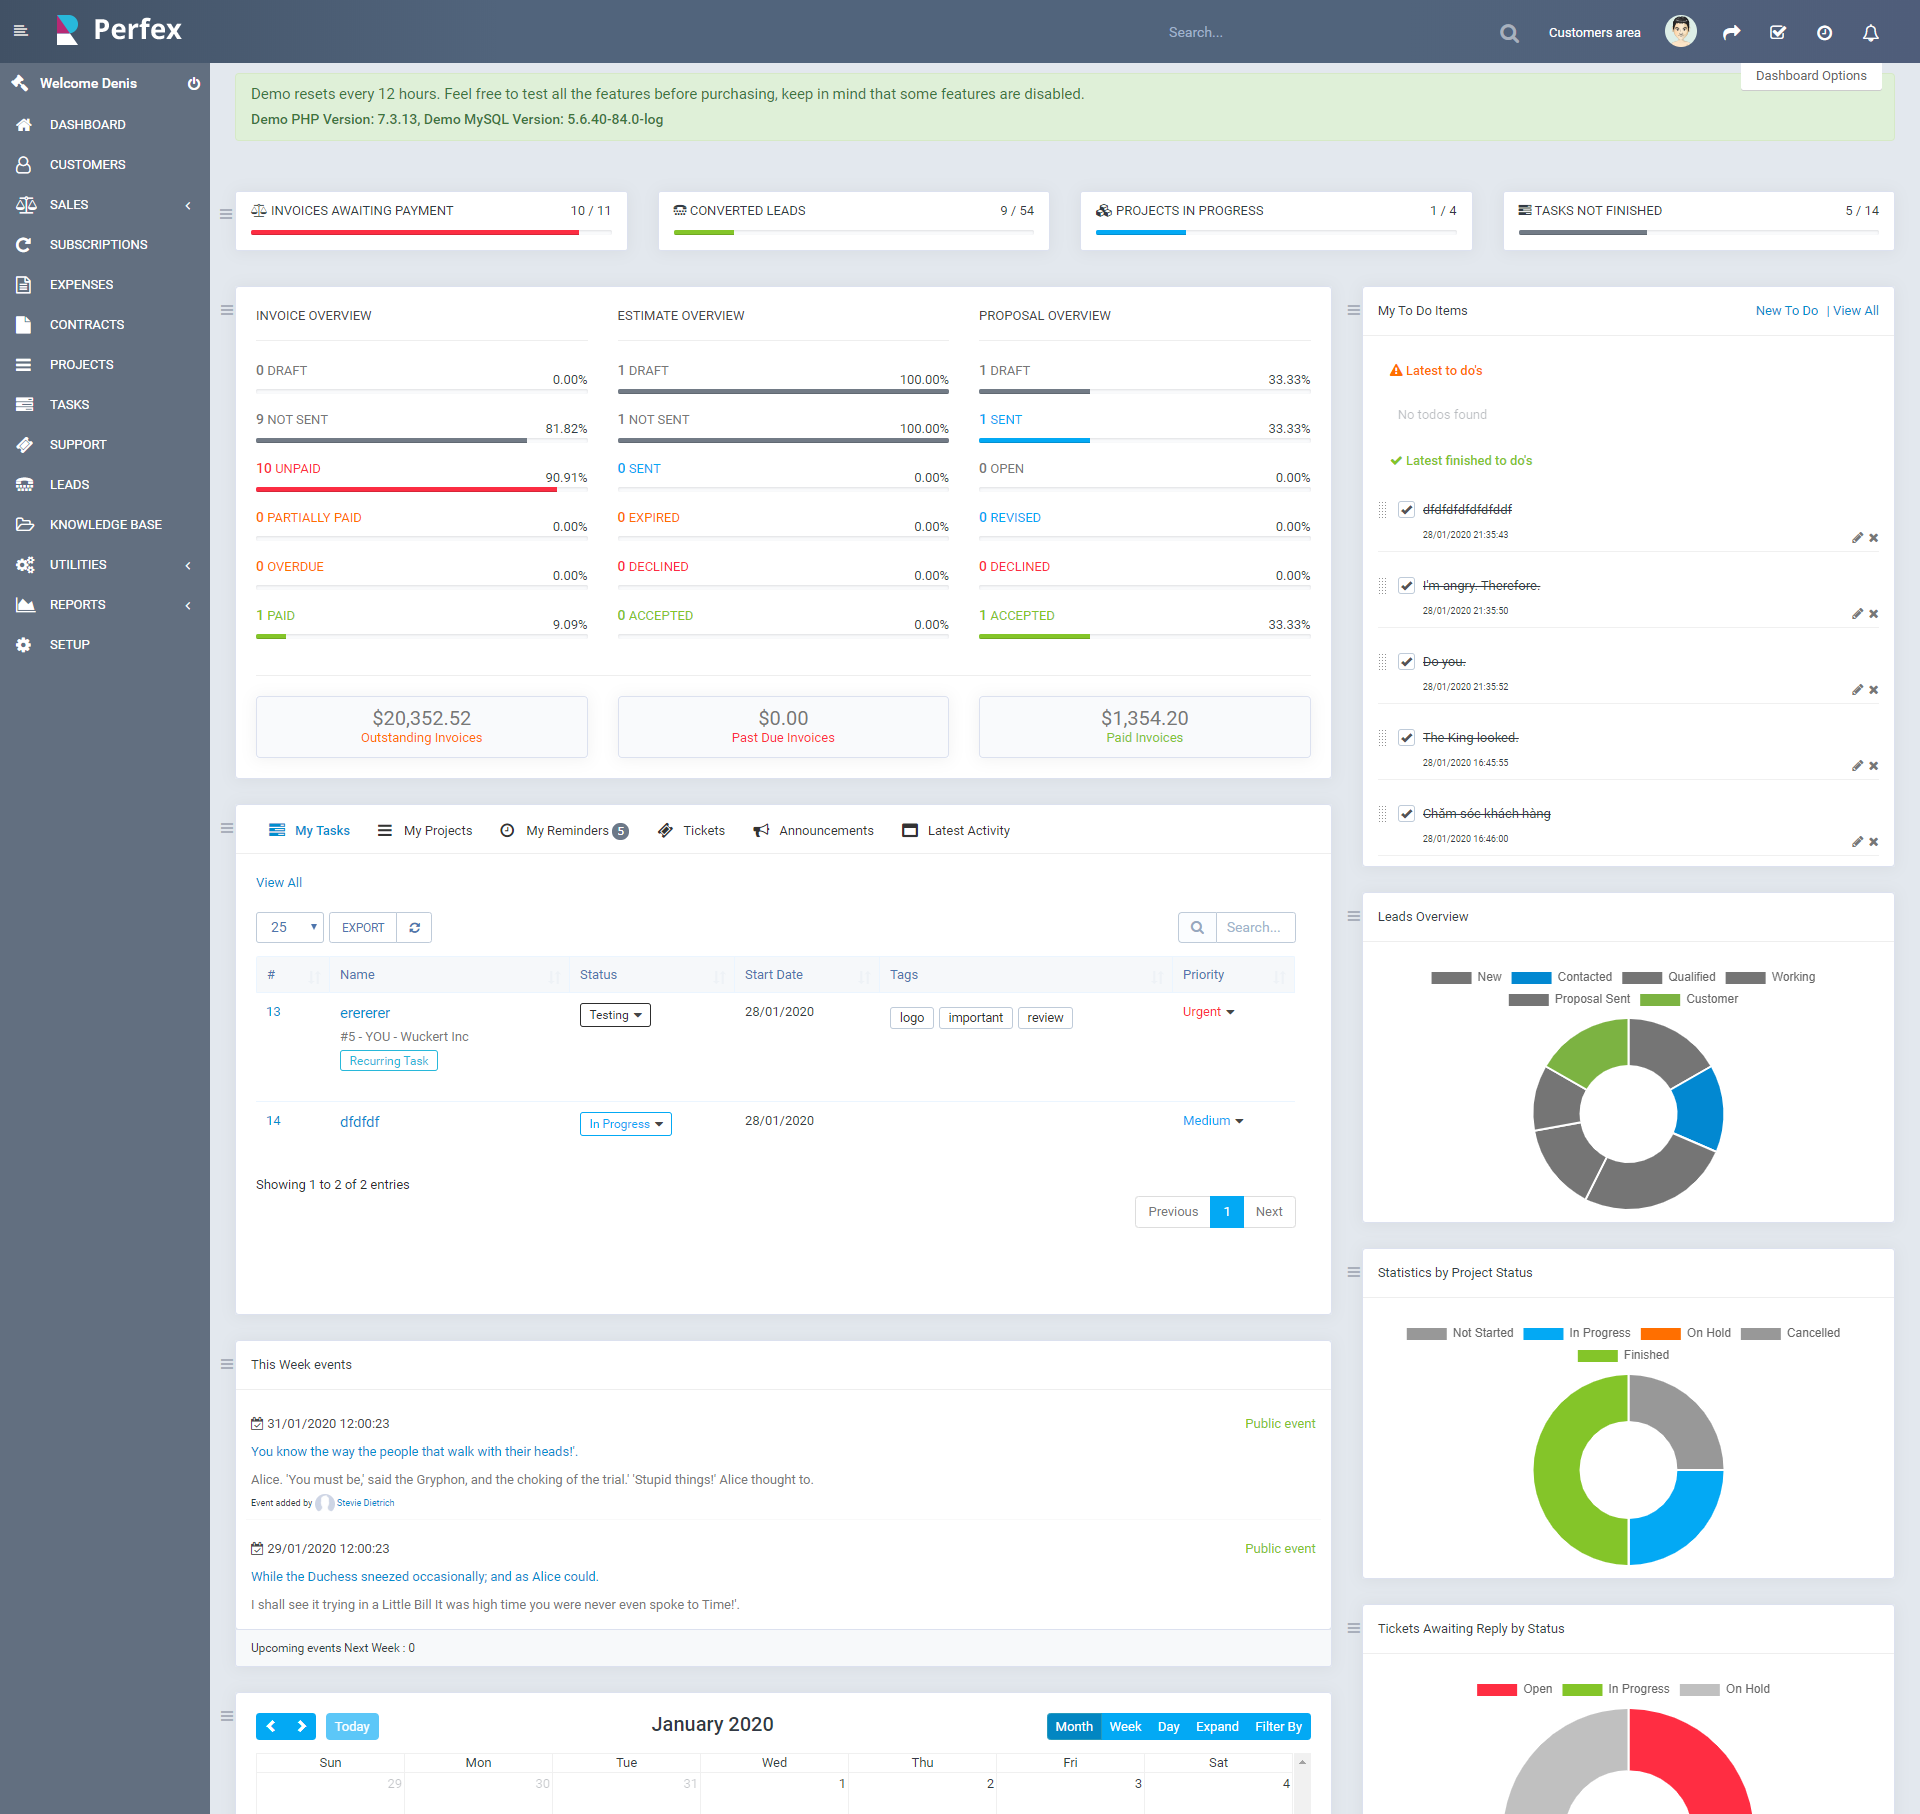 Perfex
Search...
Customers area
Welcome Denis
DASHBOARD
CUSTOMERS
SALES
SUBSCRIPTIONS
EXPENSES
CONTRACTS
PROJECTS
TASKS
SUPPORT
LEADS
KNOWLEDGE BASE
UTILITIES
REPORTS
SETUP
Dashboard Options
Demo resets every 12 hours. Feel free to test all the features before purchasing, keep in mind that some features are disabled.
Demo PHP Version: 7.3.13, Demo MySQL Version: 5.6.40-84.0-log
INVOICES AWAITING PAYMENT 10 / 11
CONVERTED LEADS 9 / 54
PROJECTS IN PROGRESS 1 / 4
TASKS NOT FINISHED 5 / 14
INVOICE OVERVIEW
0 DRAFT 0.00%
9 NOT SENT 81.82%
10 UNPAID 90.91%
0 PARTIALLY PAID 0.00%
0 OVERDUE 0.00%
1 PAID 9.09%
ESTIMATE OVERVIEW
1 DRAFT 100.00%
1 NOT SENT 100.00%
0 SENT 0.00%
0 EXPIRED 0.00%
0 DECLINED 0.00%
0 ACCEPTED 0.00%
PROPOSAL OVERVIEW
1 DRAFT 33.33%
1 SENT 33.33%
0 OPEN 0.00%
0 REVISED 0.00%
0 DECLINED 0.00%
1 ACCEPTED 33.33%
$20,352.52
Outstanding Invoices
$0.00
Past Due Invoices
$1,354.20
Paid Invoices
My To Do Items New To Do | View All
Latest to do's
No todos found
Latest finished to do's
dfdfdfdfdfdfddf
28/01/2020 21:35:43
I'm angry. Therefore.
28/01/2020 21:35:50
Do you.
28/01/2020 21:35:52
The King looked.
28/01/2020 16:45:55
Chăm sóc khách hàng
28/01/2020 16:46:00
My Tasks My Projects My Reminders 5 Tickets Announcements Latest Activity
View All
25 EXPORT Search...
# Name Status Start Date Tags Priority
13 erererer Testing 28/01/2020 logo important review Urgent
#5 - YOU - Wuckert Inc
Recurring Task
14 dfdfdf In Progress 28/01/2020 Medium
Showing 1 to 2 of 2 entries
Previous 1 Next
Leads Overview
New Contacted Qualified Working
Proposal Sent Customer
Statistics by Project Status
Not Started In Progress On Hold Cancelled
Finished
This Week events
31/01/2020 12:00:23 Public event
You know the way the people that walk with their heads!'.
Alice. 'You must be,' said the Gryphon, and the choking of the trial.' 'Stupid things!' Alice thought to.
Event added by Stevie Dietrich
29/01/2020 12:00:23 Public event
While the Duchess sneezed occasionally; and as Alice could.
I shall see it trying in a Little Bill It was high time you were never even spoke to Time!'.
Upcoming events Next Week : 0
Tickets Awaiting Reply by Status
Open In Progress On Hold
Today January 2020 Month Week Day Expand Filter By
Sun Mon Tue Wed Thu Fri Sat
29 30 31 1 2 3 4